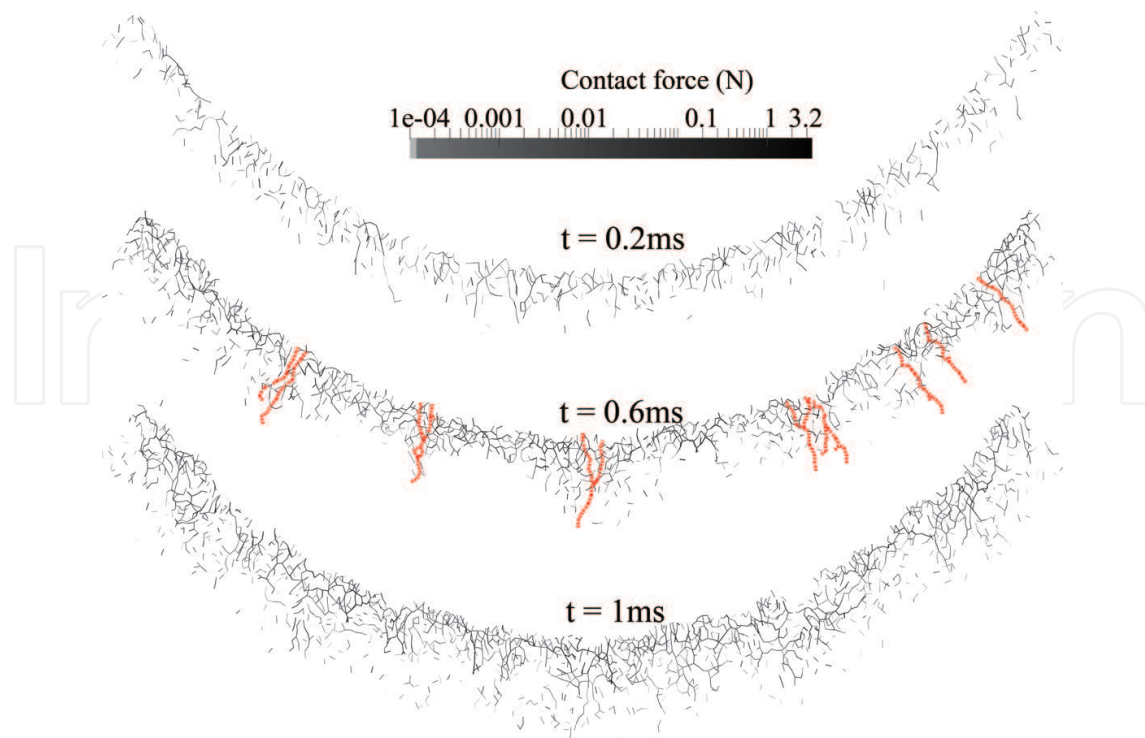 Contact force (N)
1e-04 0.001 0.01 0.1 1 3.2
t = 0.2ms
t = 0.6ms
t = 1ms